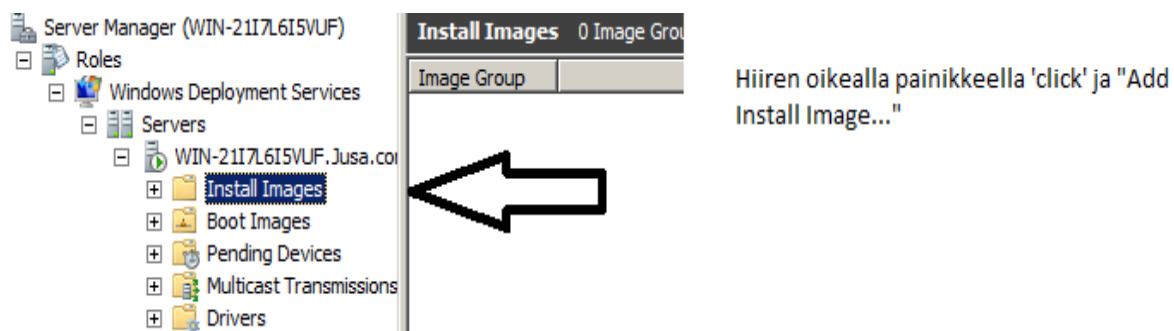 Server Manager (WIN-21I7L6I5VUF)
Roles
Windows Deployment Services
Servers
WIN-21I7L6I5VUF.Jusa.co
Install Images
Boot Images
Pending Devices
Multicast Transmissions
Drivers
Install Images 0 Image Grou
Image Group
Hiiren oikealla painikkeella 'click' ja "Add
Install Image..."